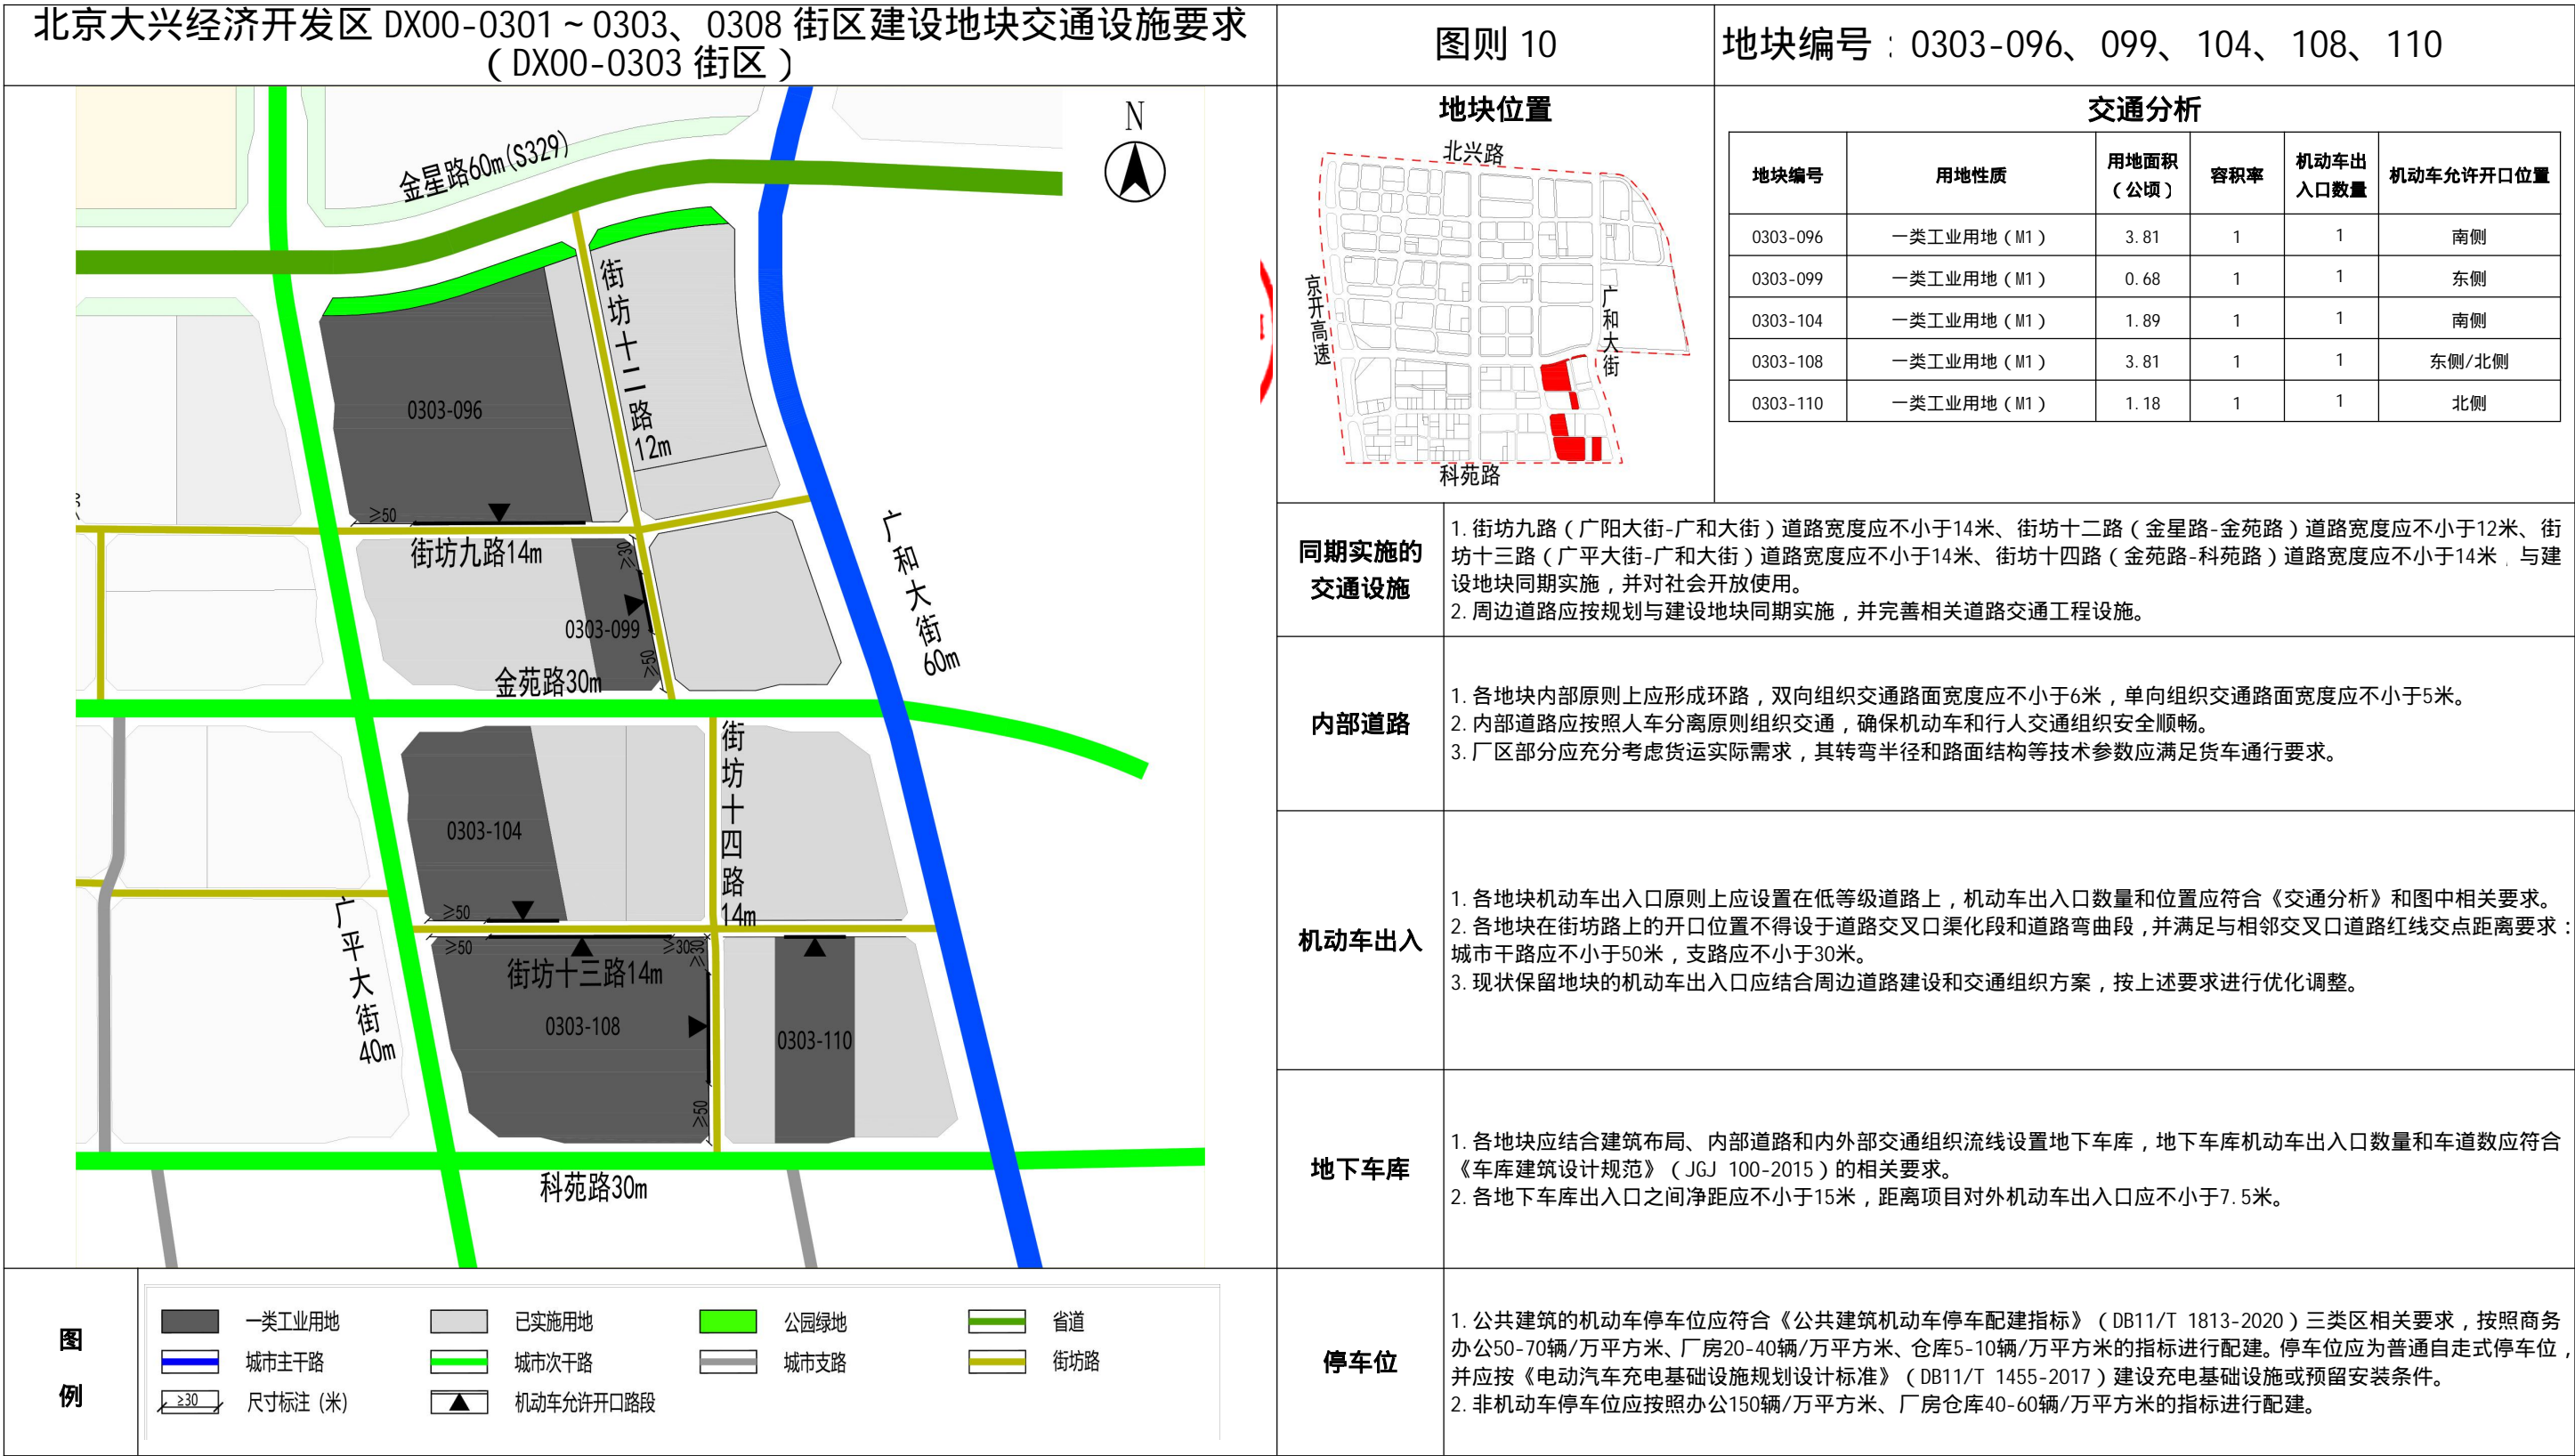 北京大兴经济开发区 DX00-0301～0303、0308 街区建设地块交通设施要求
（DX00-0303 街区）
图则 10
地块编号：0303-096、099、104、108、110
N
金星路60m(S329)
街坊十二路12m
0303-096
≥50
街坊九路14m
≥30
0303-099
≥50
金苑路30m
广和大街60m
街坊十四路14m
0303-104
≥50
≥50
≥30
≥30
街坊十三路14m
0303-108
0303-110
≥50
广平大街40m
科苑路30m
地块位置
北兴路
京开高速
广和大街
科苑路
交通分析
地块编号 用地性质 用地面积（公顷） 容积率 机动车出入口数量 机动车允许开口位置
0303-096 一类工业用地（M1） 3.81 1 1 南侧
0303-099 一类工业用地（M1） 0.68 1 1 东侧
0303-104 一类工业用地（M1） 1.89 1 1 南侧
0303-108 一类工业用地（M1） 3.81 1 1 东侧/北侧
0303-110 一类工业用地（M1） 1.18 1 1 北侧
同期实施的
交通设施
1.街坊九路（广阳大街-广和大街）道路宽度应不小于14米、街坊十二路（金星路-金苑路）道路宽度应不小于12米、街
坊十三路（广平大街-广和大街）道路宽度应不小于14米、街坊十四路（金苑路-科苑路）道路宽度应不小于14米，与建
设地块同期实施，并对社会开放使用。
2.周边道路应按规划与建设地块同期实施，并完善相关道路交通工程设施。
内部道路
1.各地块内部原则上应形成环路，双向组织交通路面宽度应不小于6米，单向组织交通路面宽度应不小于5米。
2.内部道路应按照人车分离原则组织交通，确保机动车和行人交通组织安全顺畅。
3.厂区部分应充分考虑货运实际需求，其转弯半径和路面结构等技术参数应满足货车通行要求。
机动车出入
1.各地块机动车出入口原则上应设置在低等级道路上，机动车出入口数量和位置应符合《交通分析》和图中相关要求。
2.各地块在街坊路上的开口位置不得设于道路交叉口渠化段和道路弯曲段，并满足与相邻交叉口道路红线交点距离要求：
城市干路应不小于50米，支路应不小于30米。
3.现状保留地块的机动车出入口应结合周边道路建设和交通组织方案，按上述要求进行优化调整。
地下车库
1.各地块应结合建筑布局、内部道路和内外部交通组织流线设置地下车库，地下车库机动车出入口数量和车道数应符合
《车库建筑设计规范》（JGJ 100-2015）的相关要求。
2.各地下车库出入口之间净距应不小于15米，距离项目对外机动车出入口应不小于7.5米。
停车位
1.公共建筑的机动车停车位应符合《公共建筑机动车停车配建指标》（DB11/T 1813-2020）三类区相关要求，按照商务
办公50-70辆/万平方米、厂房20-40辆/万平方米、仓库5-10辆/万平方米的指标进行配建。停车位应为普通自走式停车位，
并应按《电动汽车充电基础设施规划设计标准》（DB11/T 1455-2017）建设充电基础设施或预留安装条件。
2.非机动车停车位应按照办公150辆/万平方米、厂房仓库40-60辆/万平方米的指标进行配建。
图例
一类工业用地 已实施用地 公园绿地 省道
城市主干路 城市次干路 城市支路 街坊路
≥30 尺寸标注（米） 机动车允许开口路段